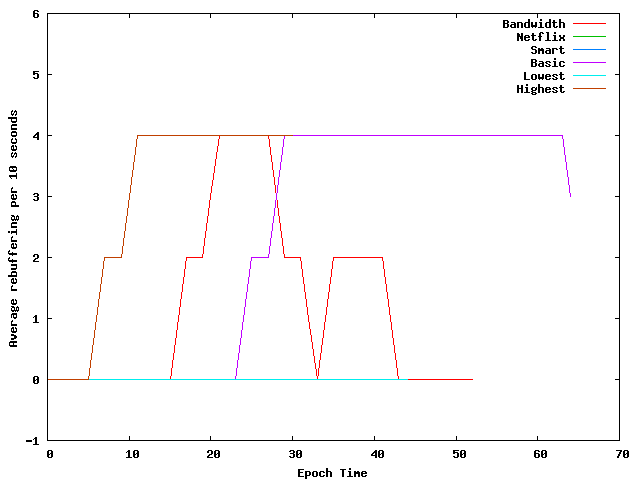 6
5
4
3
2
1
0
-1
0 10 20 30 40 50 60 70
Average rebuffering per 10 seconds
Epoch Time
Bandwidth
Netflix
Smart
Basic
Lowest
Highest